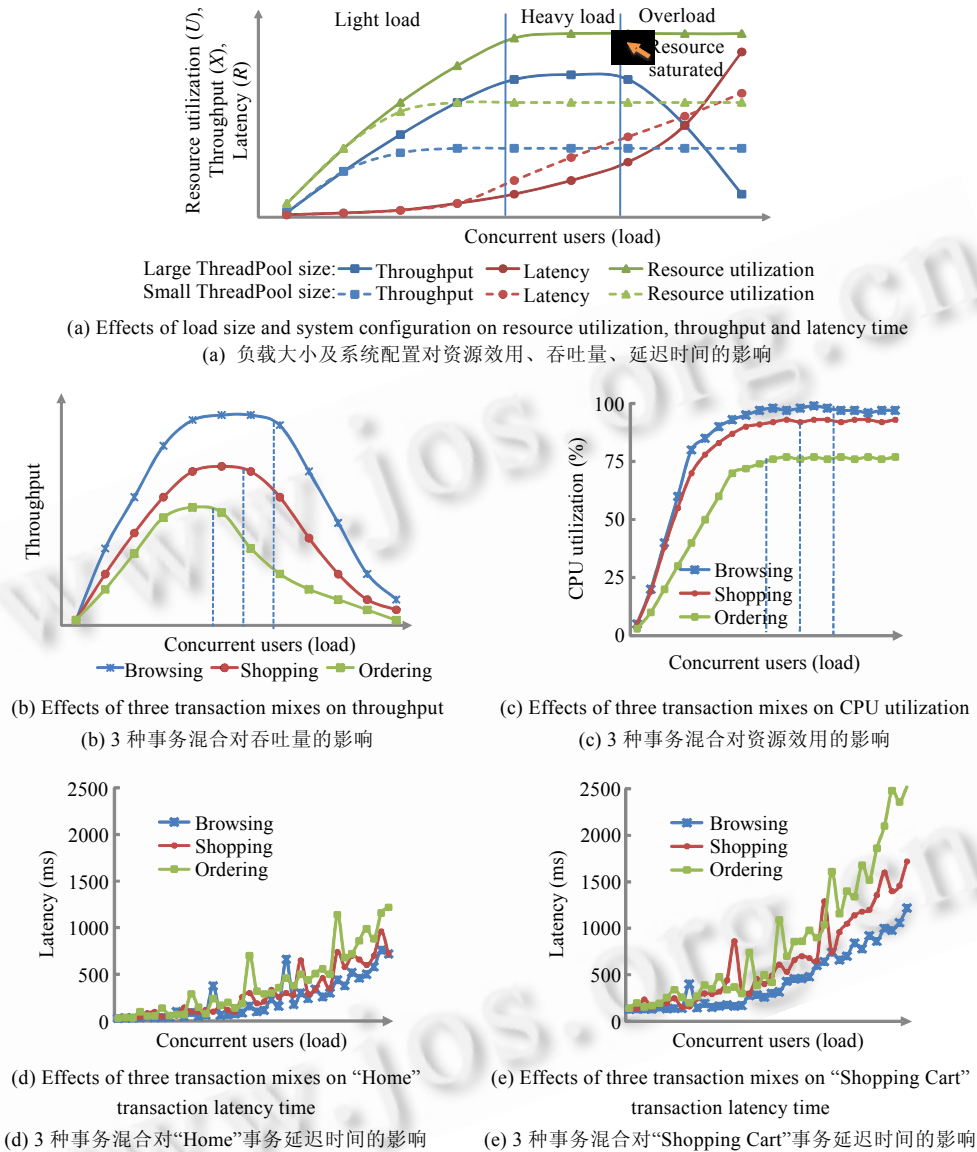 Resource utilization (U),
Throughput (X),
Latency (R)
Light load
Heavy load
Overload
Resource
saturated
Concurrent users (load)
Large ThreadPool size: Throughput Latency Resource utilization
Small ThreadPool size: Throughput Latency Resource utilization
(a) Effects of load size and system configuration on resource utilization, throughput and latency time
(a) 负载大小及系统配置对资源效用、吞吐量、延迟时间的影响
Throughput
Concurrent users (load)
Browsing Shopping Ordering
(b) Effects of three transaction mixes on throughput
(b) 3 种事务混合对吞吐量的影响
CPU utilization (%)
100
75
50
25
0
Browsing
Shopping
Ordering
Concurrent users (load)
(c) Effects of three transaction mixes on CPU utilization
(c) 3 种事务混合对资源效用的影响
Latency (ms)
2500
2000
1500
1000
500
0
Browsing
Shopping
Ordering
Concurrent users (load)
(d) Effects of three transaction mixes on “Home”
transaction latency time
(d) 3 种事务混合对“Home”事务延迟时间的影响
Latency (ms)
2500
2000
1500
1000
500
0
Browsing
Shopping
Ordering
Concurrent users (load)
(e) Effects of three transaction mixes on “Shopping Cart”
transaction latency time
(e) 3 种事务混合对“Shopping Cart”事务延迟时间的影响
www.jos.org.cn
www.jos.org.cn